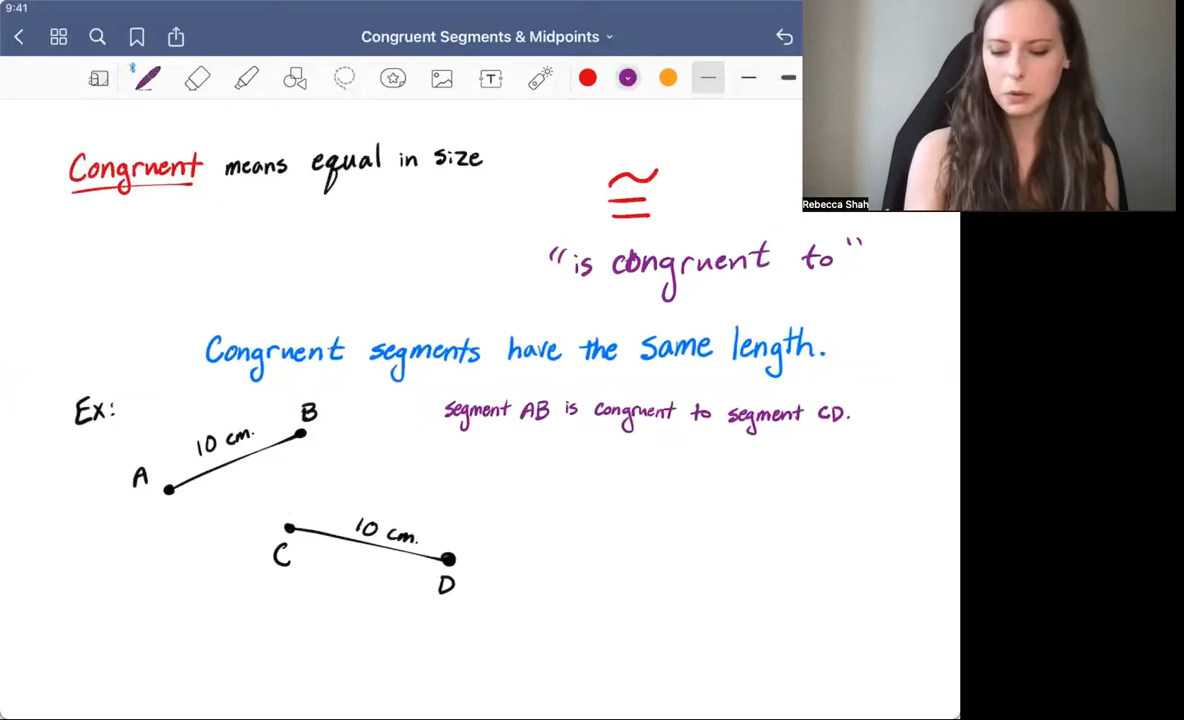 9:41
Congruent Segments & Midpoints
Rebecca Shah
Congruent means equal in size
≅
"is congruent to"
Congruent segments have the same length.
Ex:
segment AB is congruent to segment CD.
B
10 cm.
A
10 cm.
C
D